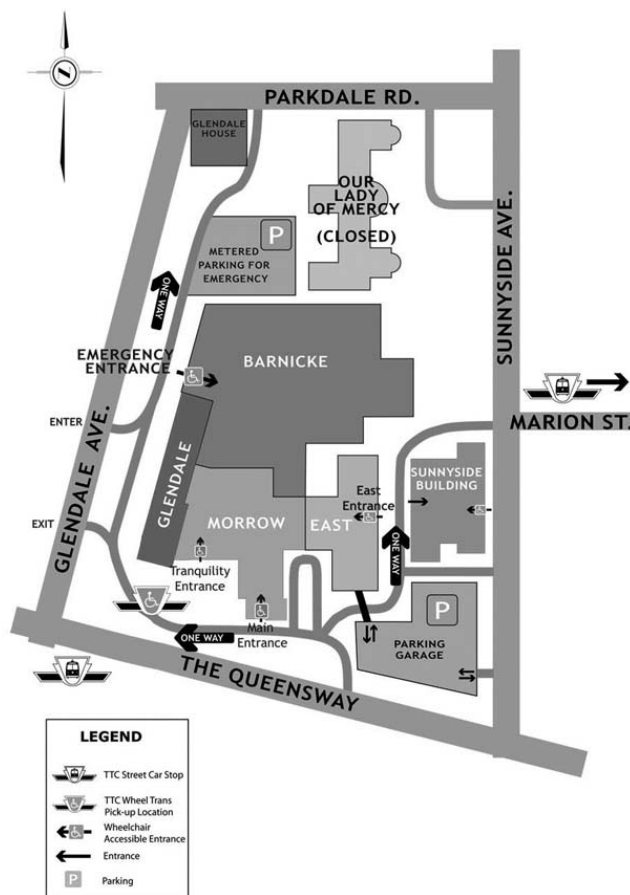 N
PARKDALE RD.
GLENDALE
HOUSE
OUR
LADY
OF MERCY
(CLOSED)
P
METERED
PARKING FOR
EMERGENCY
ONE WAY
SUNNYSIDE AVE.
EMERGENCY
ENTRANCE
BARNICKE
MARION ST.
ENTER
GLENDALE AVE.
EXIT
GLENDALE
MORROW
EAST
East
Entrance
SUNNYSIDE
BUILDING
ONE WAY
Tranquility
Entrance
Main
Entrance
ONE WAY
P
PARKING
GARAGE
THE QUEENSWAY
LEGEND
TTC Street Car Stop
TTC Wheel Trans
Pick-up Location
Wheelchair
Accessible Entrance
Entrance
P
Parking